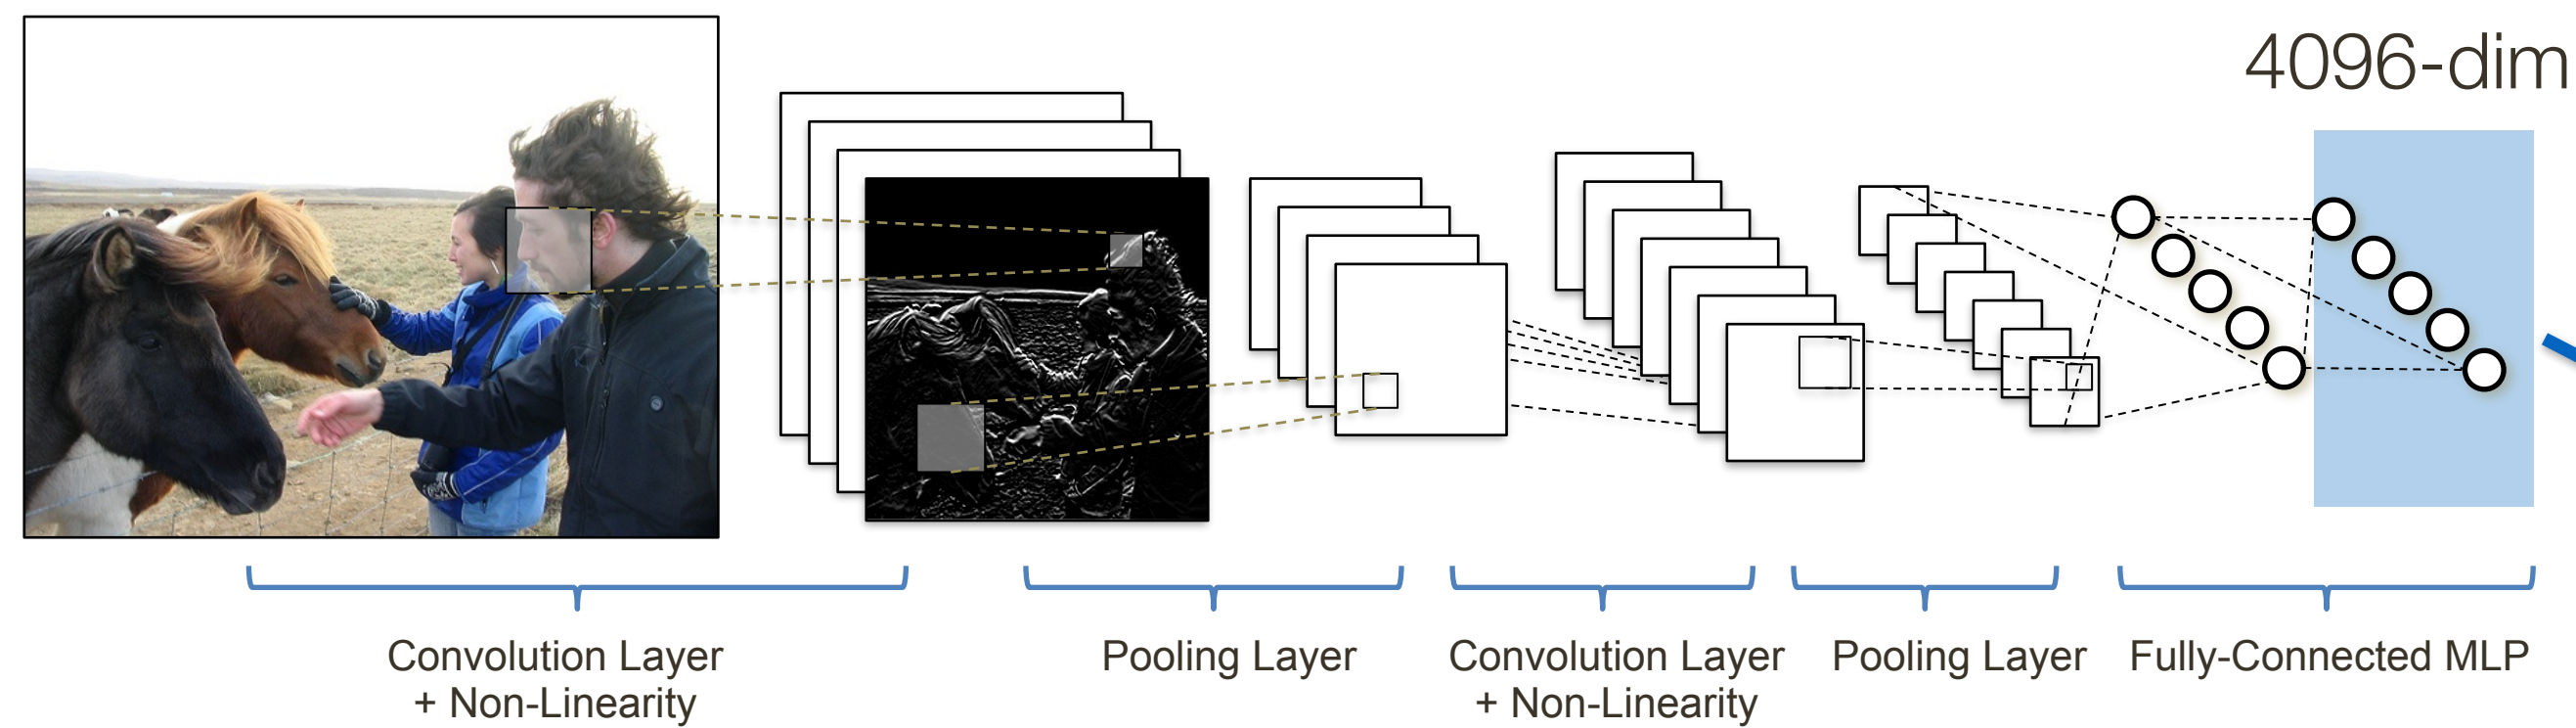 4096-dim
Convolution Layer
+ Non-Linearity
Pooling Layer
Convolution Layer
+ Non-Linearity
Pooling Layer
Fully-Connected MLP